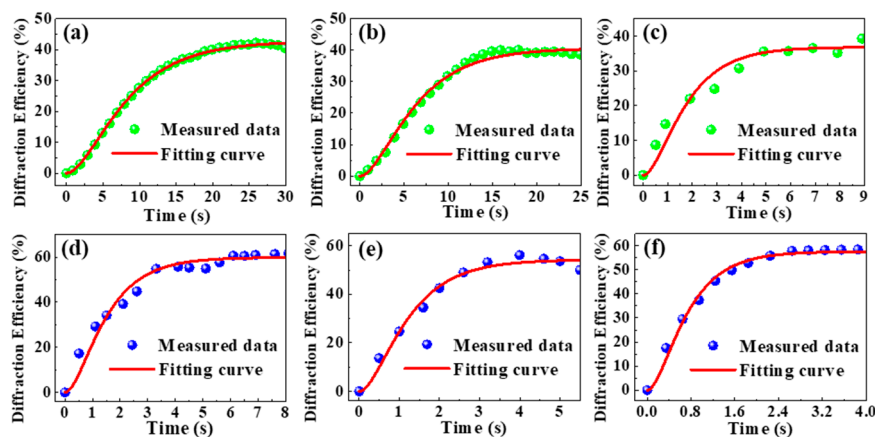 (a)
Diffraction Efficiency (%)
50
40
30
20
10
0
Measured data
Fitting curve
0 5 10 15 20 25 30
Time (s)
(b)
Diffraction Efficiency (%)
50
40
30
20
10
0
Measured data
Fitting curve
0 5 10 15 20 25
Time (s)
(c)
Diffraction Efficiency (%)
40
30
20
10
0
Measured data
Fitting curve
0 1 2 3 4 5 6 7 8 9
Time (s)
(d)
Diffraction Efficiency (%)
60
40
20
0
Measured data
Fitting curve
0 1 2 3 4 5 6 7 8
Time (s)
(e)
Diffraction Efficiency (%)
60
40
20
0
Measured data
Fitting curve
0 1 2 3 4 5
Time (s)
(f)
Diffraction Efficiency (%)
60
50
40
30
20
10
0
Measured data
Fitting curve
0.0 0.8 1.6 2.4 3.2 4.0
Time (s)